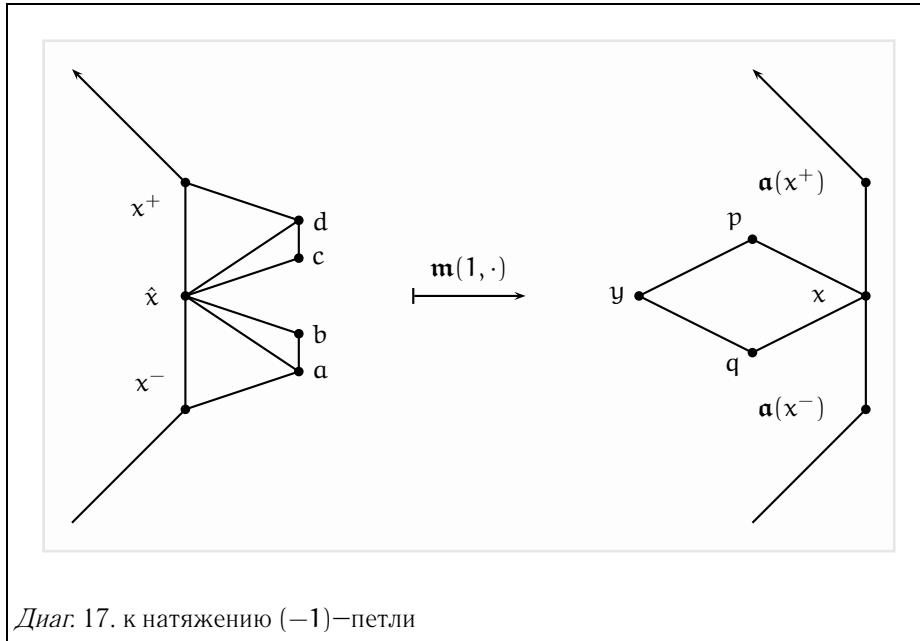 x⁺
d
c
x̂
b
a
x⁻
𝖒(1, ·)
𝖆(x⁺)
p
y
x
q
𝖆(x⁻)
Диаг. 17. к натяжению (−1)−петли